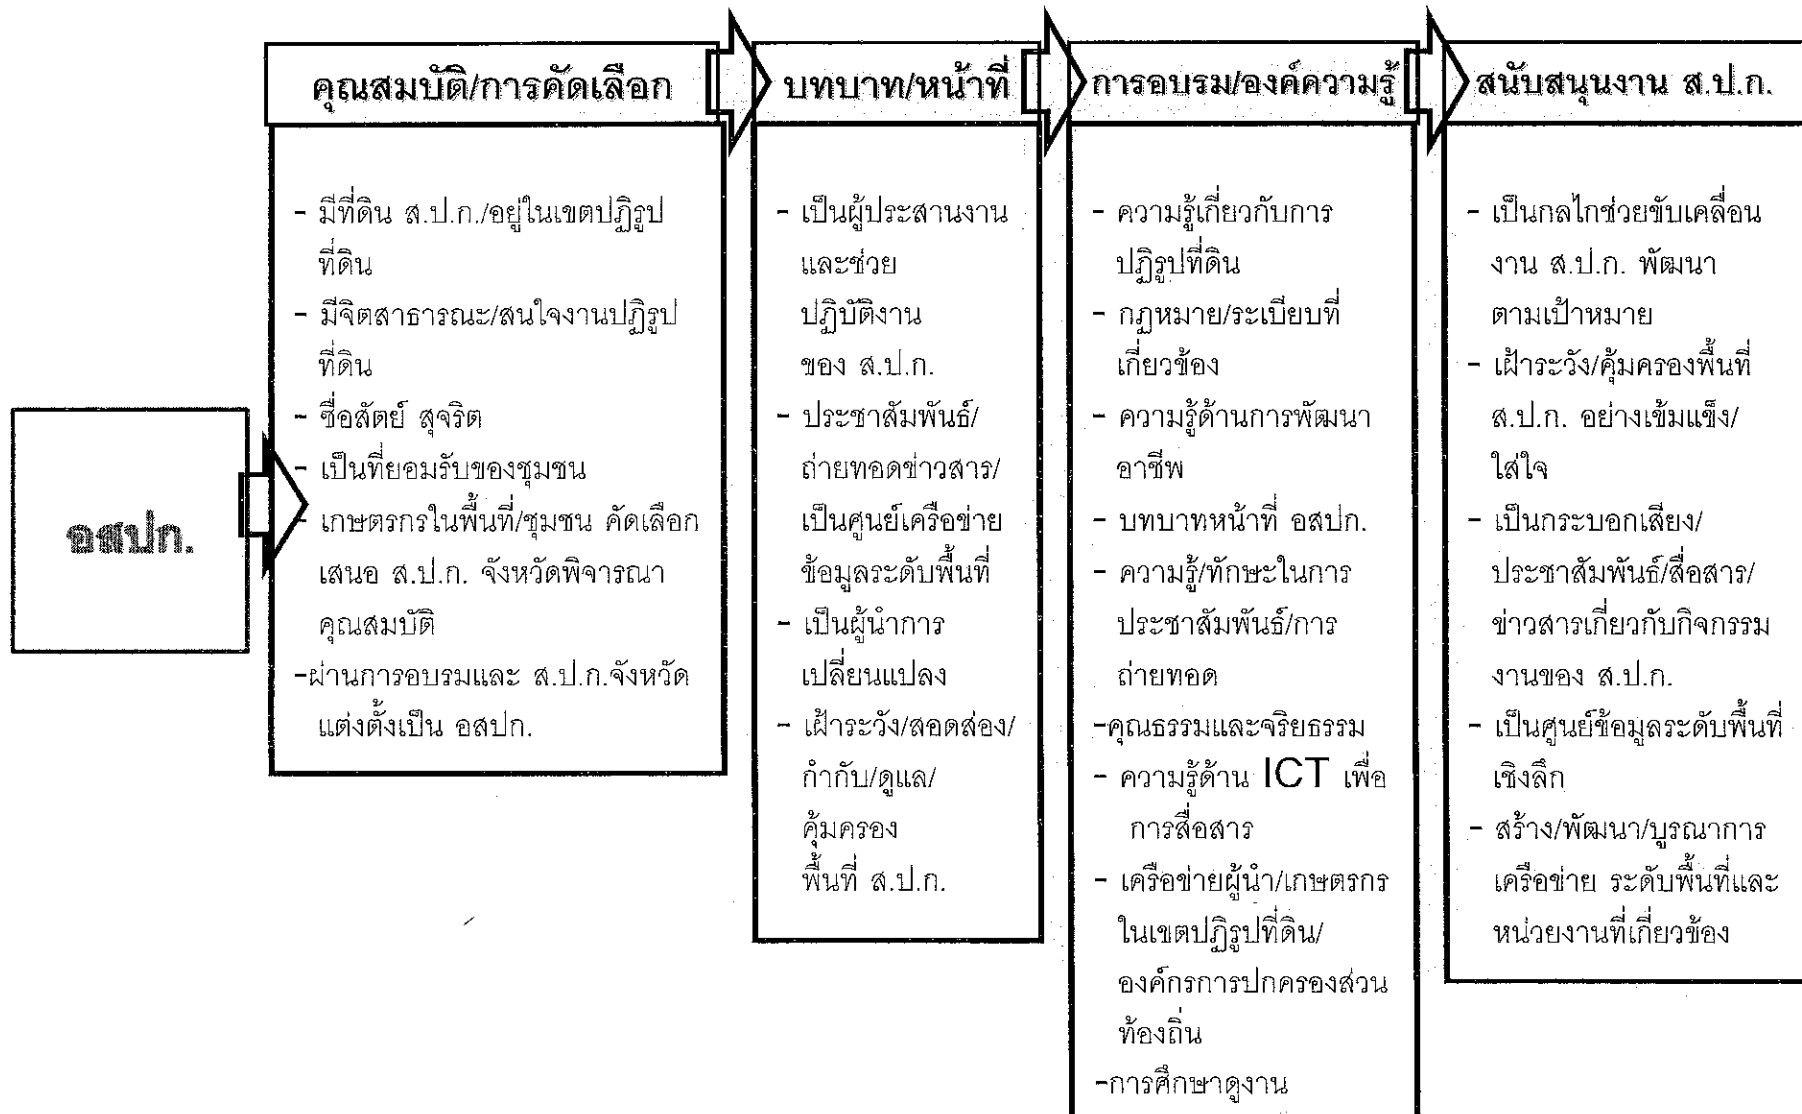 อสปก.
คุณสมบัติ/การคัดเลือก
- มีที่ดิน ส.ป.ก./อยู่ในเขตปฏิรูป
ที่ดิน
- มีจิตสาธารณะ/สนใจงานปฏิรูป
ที่ดิน
- ซื่อสัตย์ สุจริต
- เป็นที่ยอมรับของชุมชน
- เกษตรกรในพื้นที่/ชุมชน คัดเลือก
เสนอ ส.ป.ก. จังหวัดพิจารณา
คุณสมบัติ
-ผ่านการอบรมและ ส.ป.ก.จังหวัด
แต่งตั้งเป็น อสปก.
บทบาท/หน้าที่
- เป็นผู้ประสานงาน
และช่วย
ปฏิบัติงาน
ของ ส.ป.ก.
- ประชาสัมพันธ์/
ถ่ายทอดข่าวสาร/
เป็นศูนย์เครือข่าย
ข้อมูลระดับพื้นที่
- เป็นผู้นำการ
เปลี่ยนแปลง
- เฝ้าระวัง/สอดส่อง/
กำกับ/ดูแล/
คุ้มครอง
พื้นที่ ส.ป.ก.
การอบรม/องค์ความรู้
- ความรู้เกี่ยวกับการ
ปฏิรูปที่ดิน
- กฎหมาย/ระเบียบที่
เกี่ยวข้อง
- ความรู้ด้านการพัฒนา
อาชีพ
- บทบาทหน้าที่ อสปก.
- ความรู้/ทักษะในการ
ประชาสัมพันธ์/การ
ถ่ายทอด
-คุณธรรมและจริยธรรม
- ความรู้ด้าน ICT เพื่อ
การสื่อสาร
- เครือข่ายผู้นำ/เกษตรกร
ในเขตปฏิรูปที่ดิน/
องค์กรการปกครองส่วน
ท้องถิ่น
-การศึกษาดูงาน
สนับสนุนงาน ส.ป.ก.
- เป็นกลไกช่วยขับเคลื่อน
งาน ส.ป.ก. พัฒนา
ตามเป้าหมาย
- เฝ้าระวัง/คุ้มครองพื้นที่
ส.ป.ก. อย่างเข้มแข็ง/
ใส่ใจ
- เป็นกระบอกเสียง/
ประชาสัมพันธ์/สื่อสาร/
ข่าวสารเกี่ยวกับกิจกรรม
งานของ ส.ป.ก.
- เป็นศูนย์ข้อมูลระดับพื้นที่
เชิงลึก
- สร้าง/พัฒนา/บูรณาการ
เครือข่าย ระดับพื้นที่และ
หน่วยงานที่เกี่ยวข้อง